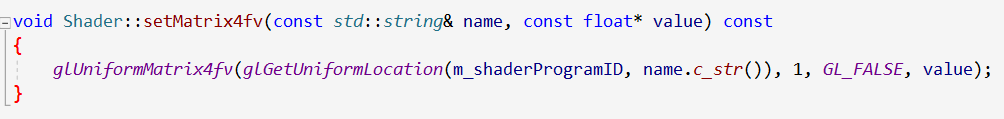 void Shader::setMatrix4fv(const std::string& name, const float* value) const
{
glUniformMatrix4fv(glGetUniformLocation(m_shaderProgramID, name.c_str()), 1, GL_FALSE, value);
}